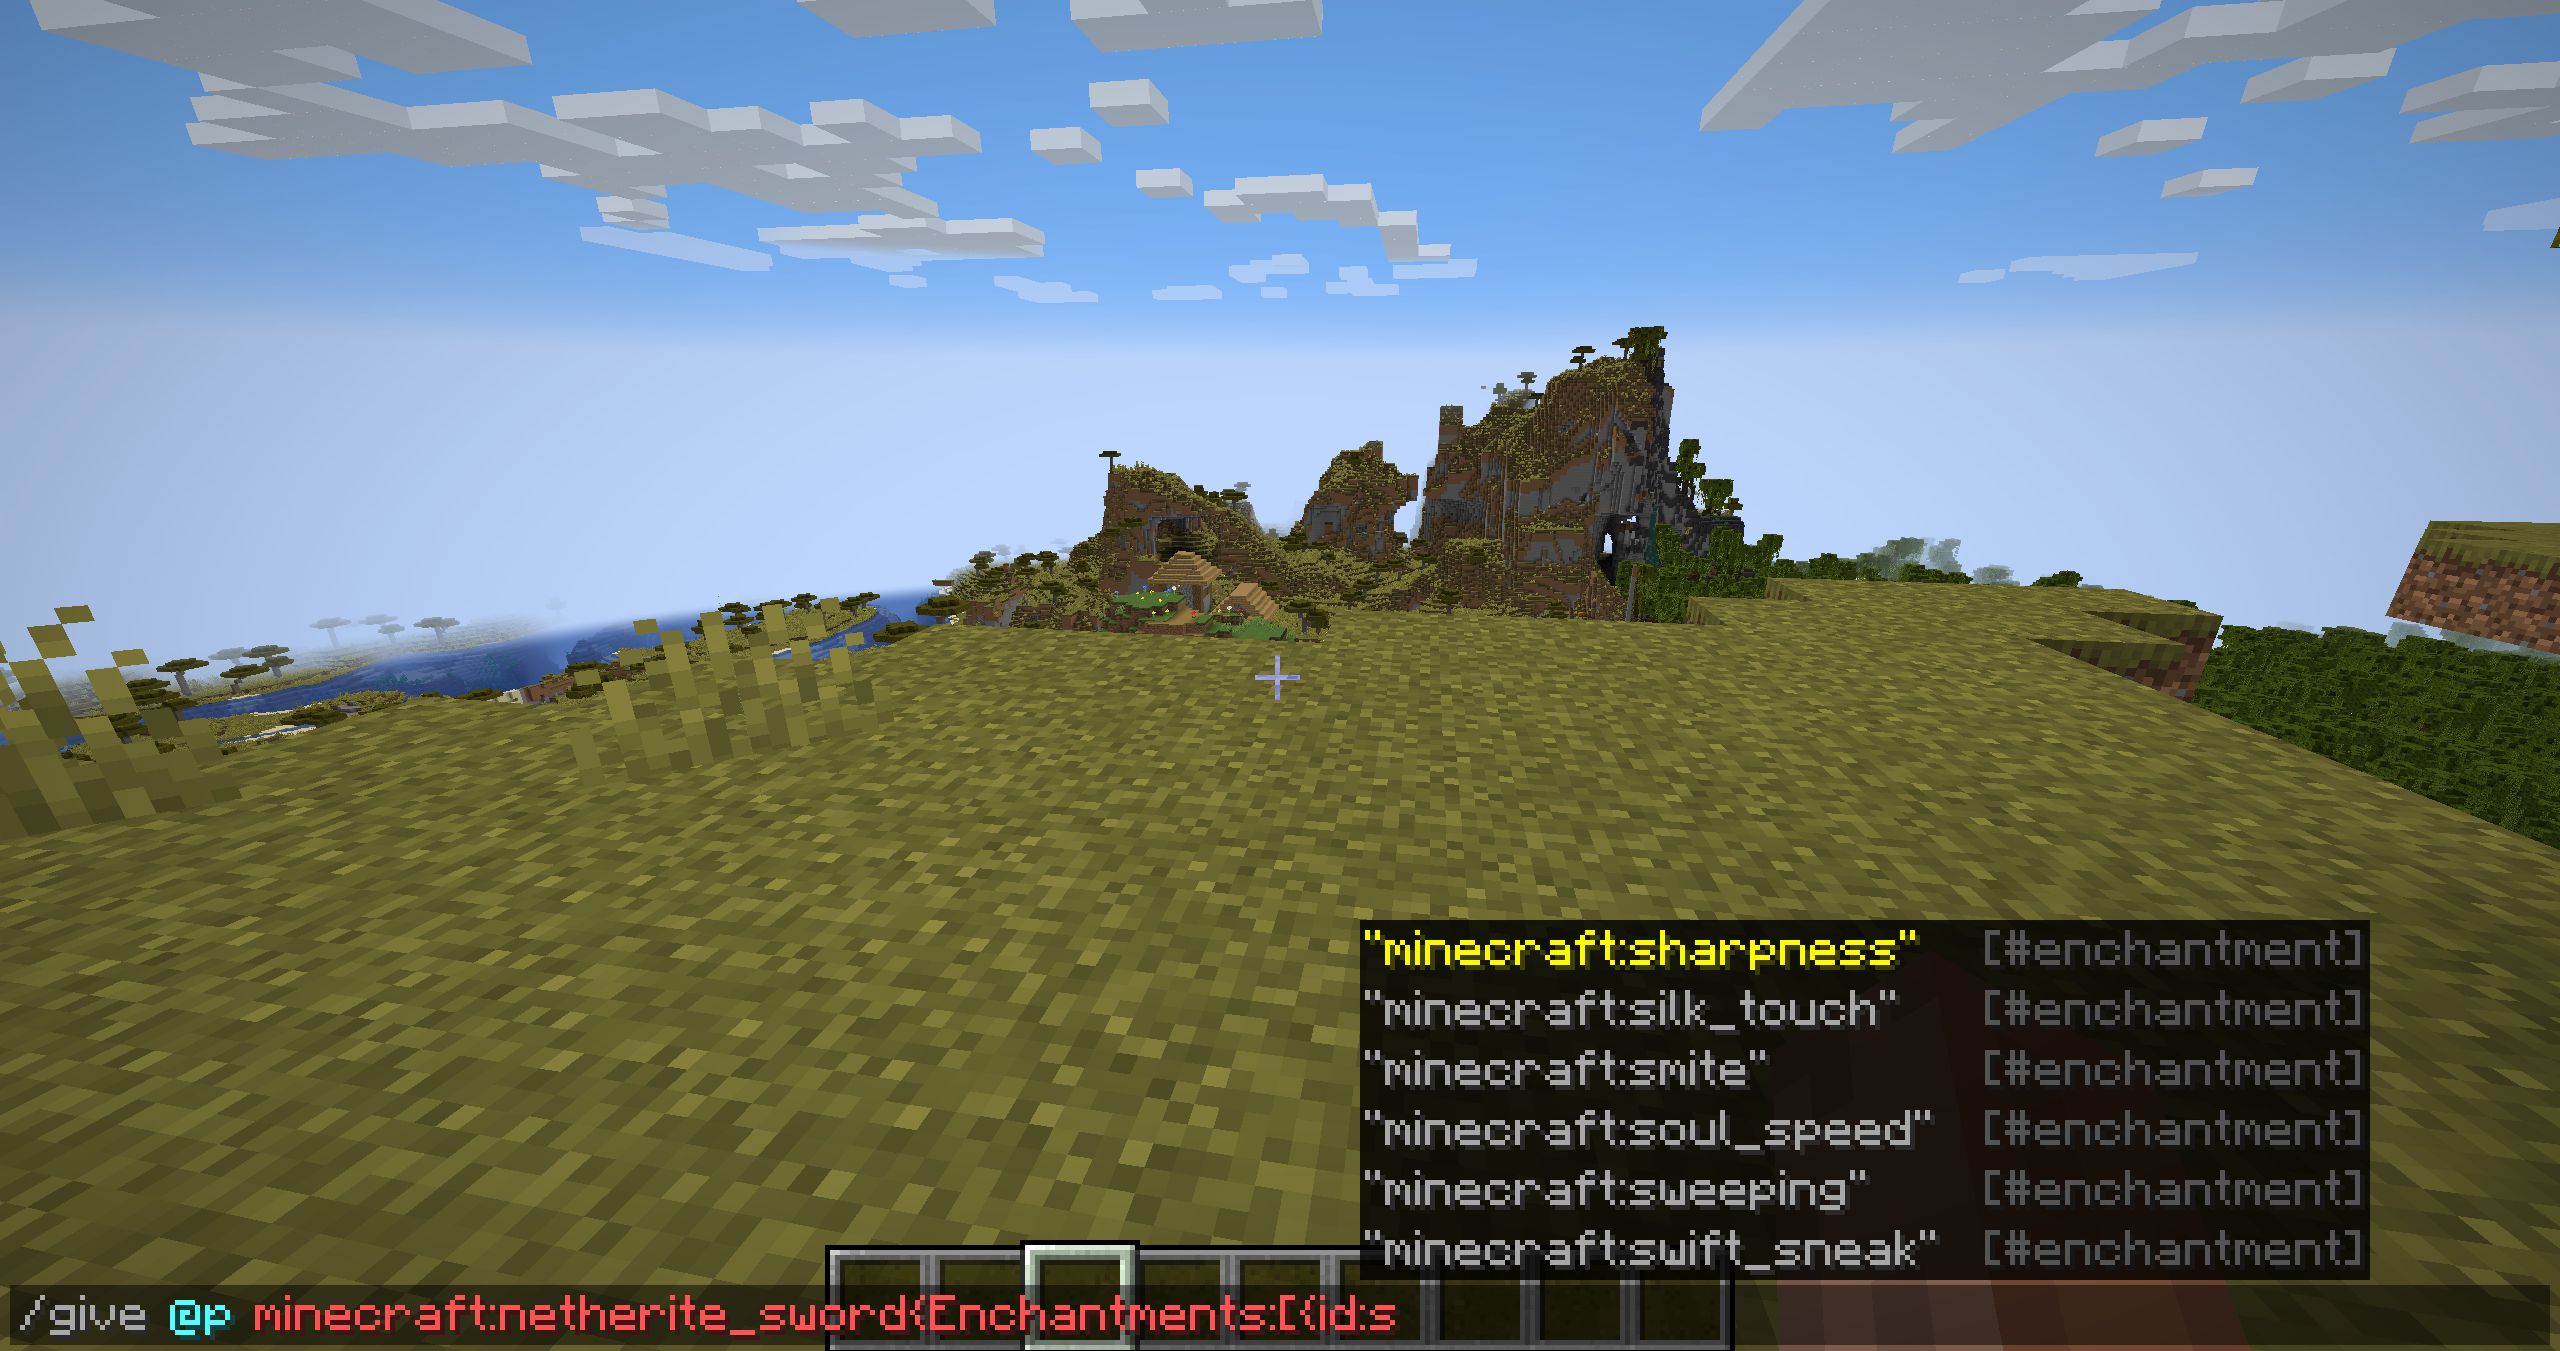 "minecraft:sharpness" [#enchantment]
"minecraft:silk_touch" [#enchantment]
"minecraft:smite" [#enchantment]
"minecraft:soul_speed" [#enchantment]
"minecraft:sweeping" [#enchantment]
"minecraft:swift_sneak" [#enchantment]
/give @p minecraft:netherite_sword{Enchantments:[{id:s